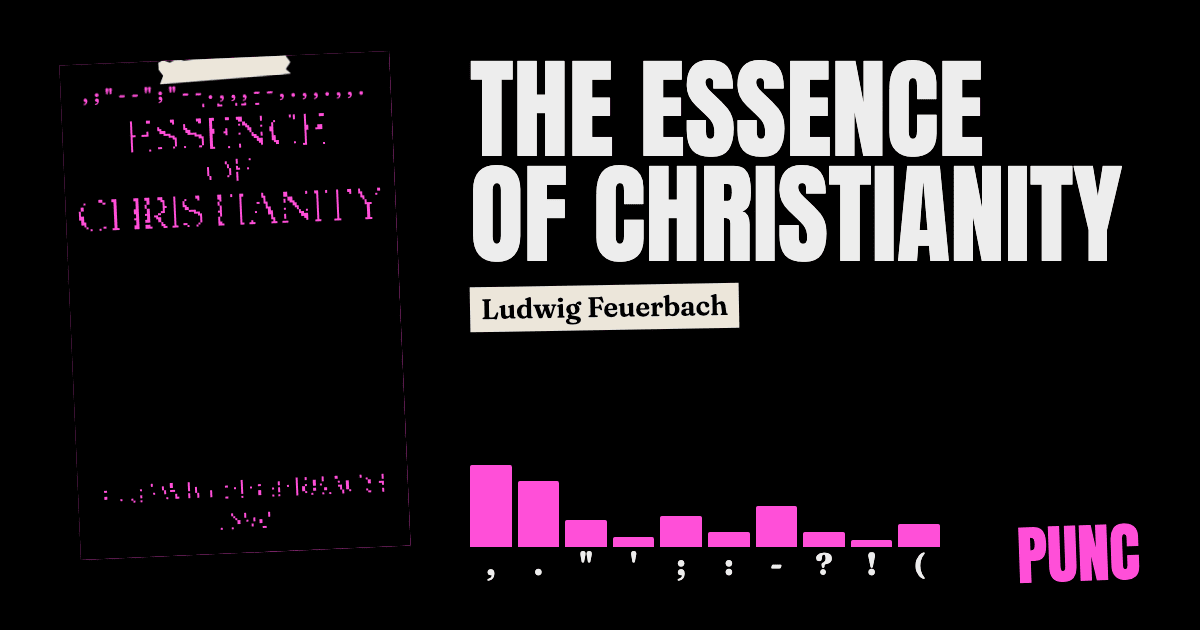 ,;"--";"--.,,,--,.,,.,,.
ESSENCE
OF
CHRISTIANITY
THE ESSENCE
OF CHRISTIANITY
Ludwig Feuerbach
, . " ' ; : - ? ! (
PUNC